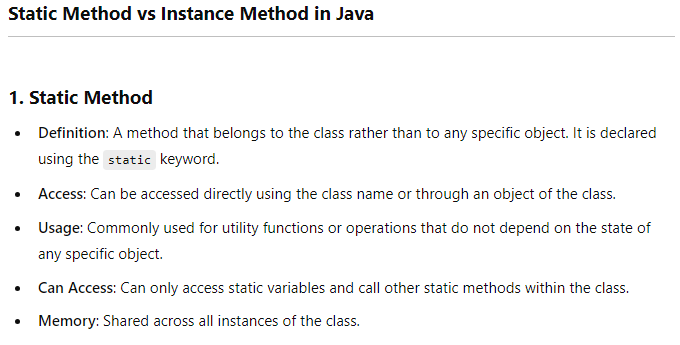 Static Method vs Instance Method in Java
1. Static Method
• Definition: A method that belongs to the class rather than to any specific object. It is declared
using the static keyword.
• Access: Can be accessed directly using the class name or through an object of the class.
• Usage: Commonly used for utility functions or operations that do not depend on the state of
any specific object.
• Can Access: Can only access static variables and call other static methods within the class.
• Memory: Shared across all instances of the class.